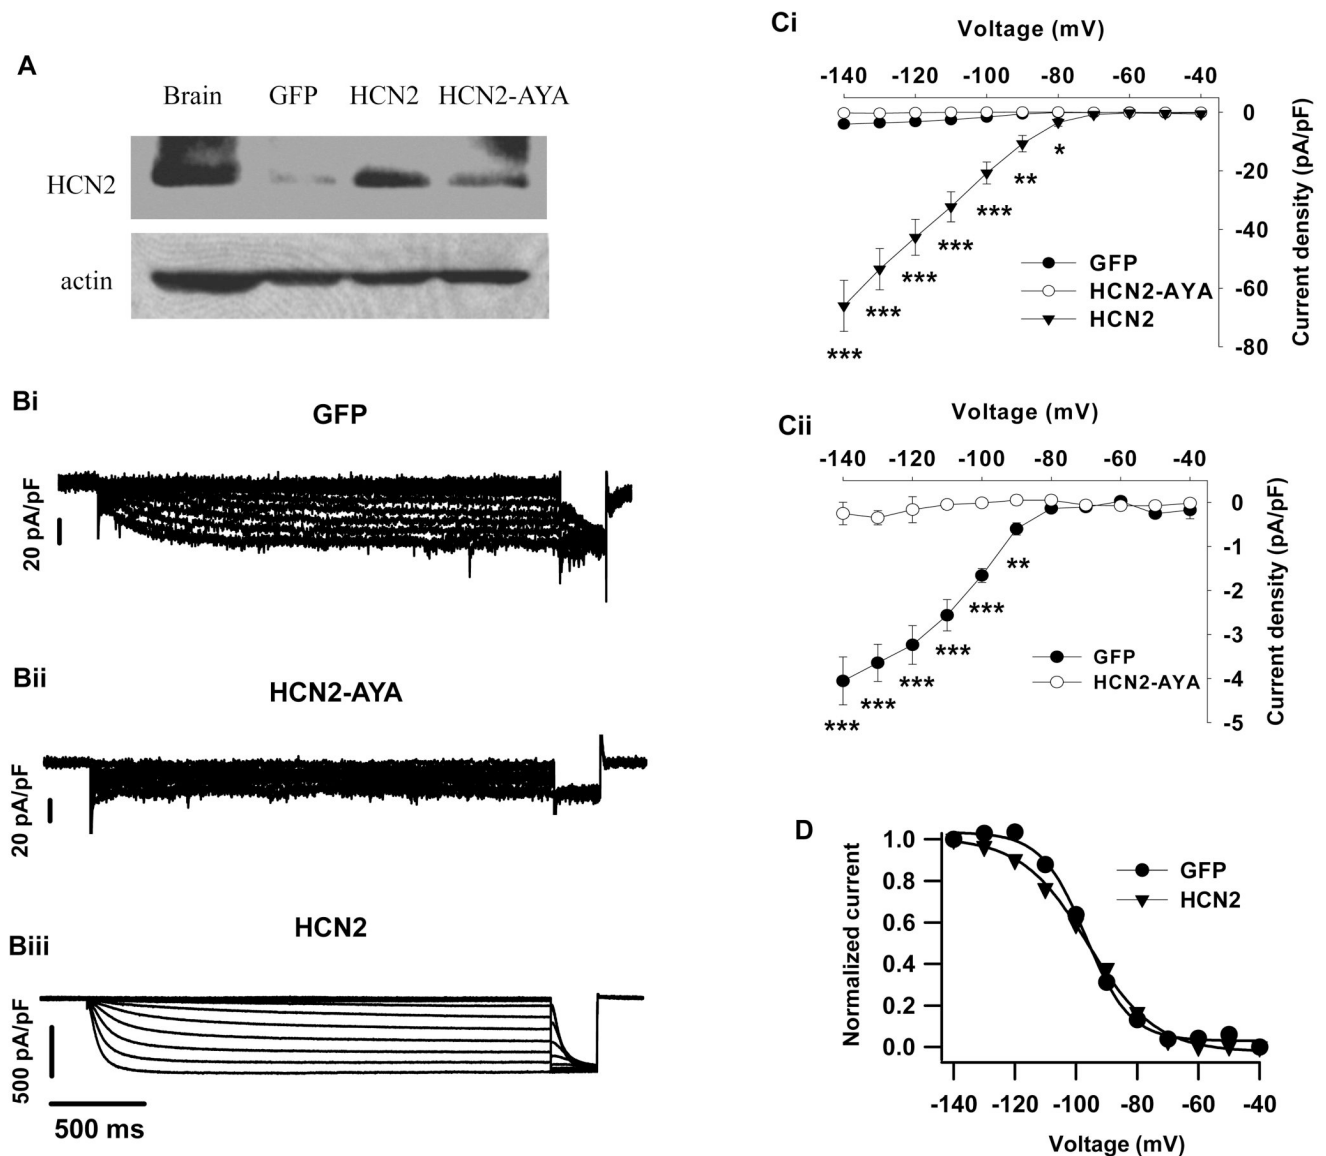 A
Brain GFP HCN2 HCN2-AYA
HCN2
actin
Bi
GFP
20 pA/pF
Bii
HCN2-AYA
20 pA/pF
Biii
HCN2
500 pA/pF
500 ms
Ci
Voltage (mV)
-140 -120 -100 -80 -60 -40
0
-20
-40
-60
-80
Current density (pA/pF)
*
**
***
***
***
***
***
GFP
HCN2-AYA
HCN2
Cii
Voltage (mV)
-140 -120 -100 -80 -60 -40
0
-1
-2
-3
-4
-5
Current density (pA/pF)
**
***
***
***
***
***
GFP
HCN2-AYA
D
Normalized current
1.0
0.8
0.6
0.4
0.2
0.0
GFP
HCN2
-140 -120 -100 -80 -60 -40
Voltage (mV)